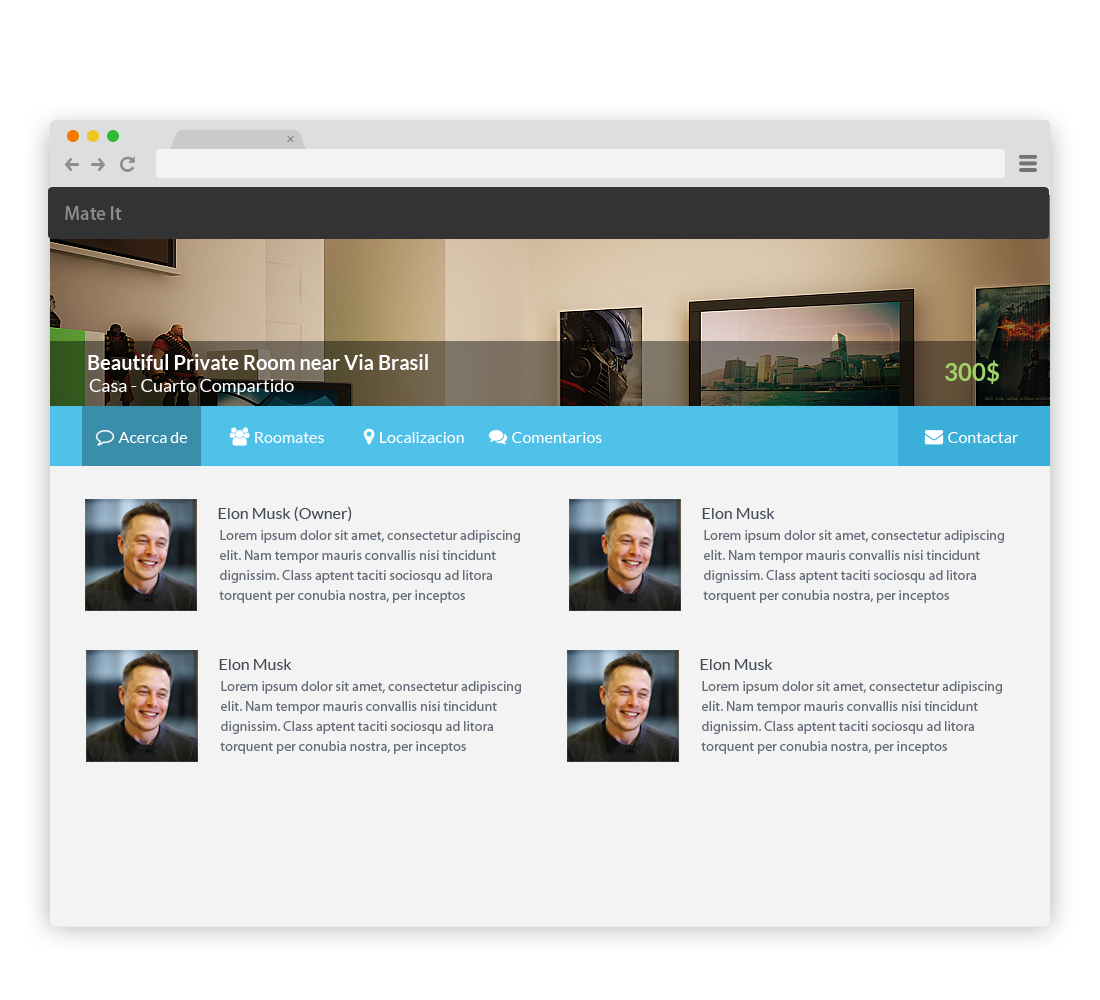 Mate It
Beautiful Private Room near Via Brasil
Casa - Cuarto Compartido
300$
Acerca de
Roomates
Localizacion
Comentarios
Contactar
Elon Musk (Owner)
Lorem ipsum dolor sit amet, consectetur adipiscing
elit. Nam tempor mauris convallis nisi tincidunt
dignissim. Class aptent taciti sociosqu ad litora
torquent per conubia nostra, per inceptos
Elon Musk
Lorem ipsum dolor sit amet, consectetur adipiscing
elit. Nam tempor mauris convallis nisi tincidunt
dignissim. Class aptent taciti sociosqu ad litora
torquent per conubia nostra, per inceptos
Elon Musk
Lorem ipsum dolor sit amet, consectetur adipiscing
elit. Nam tempor mauris convallis nisi tincidunt
dignissim. Class aptent taciti sociosqu ad litora
torquent per conubia nostra, per inceptos
Elon Musk
Lorem ipsum dolor sit amet, consectetur adipiscing
elit. Nam tempor mauris convallis nisi tincidunt
dignissim. Class aptent taciti sociosqu ad litora
torquent per conubia nostra, per inceptos